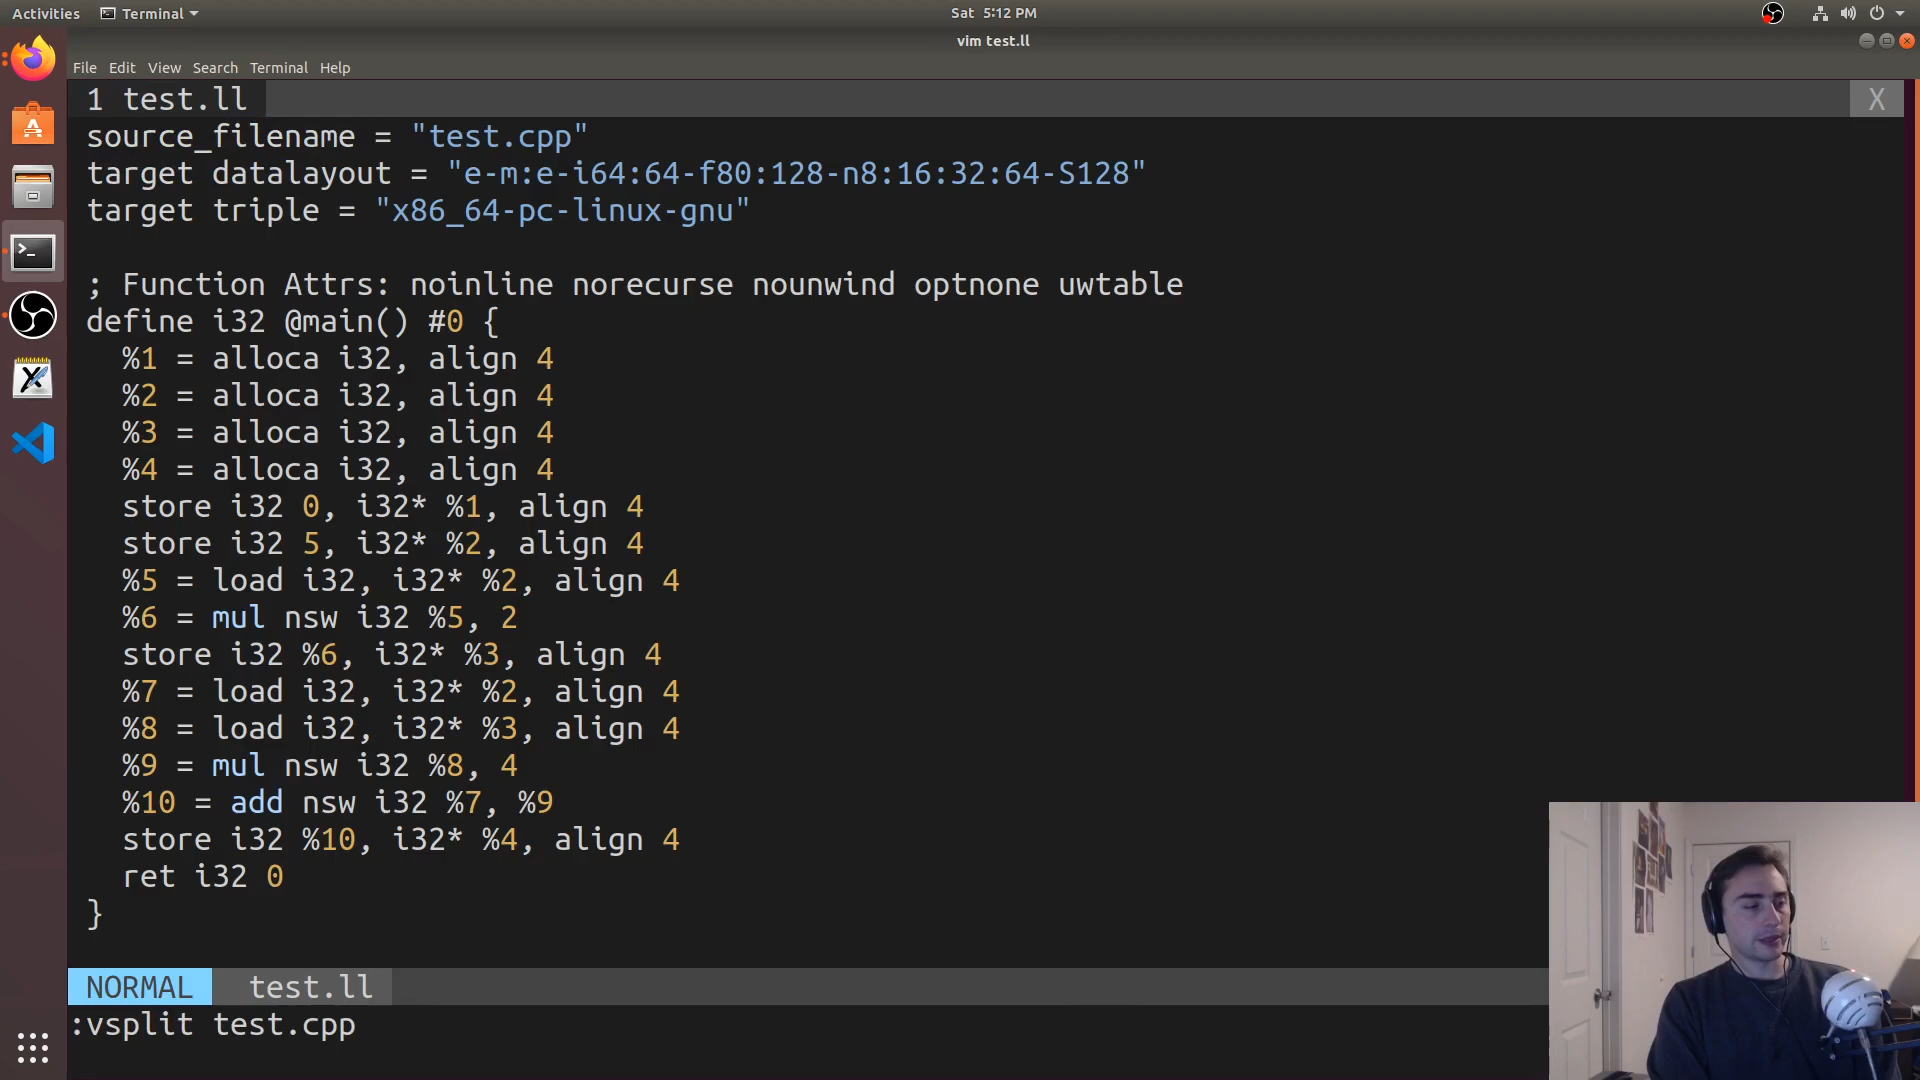 Activities Terminal Sat 5:12 PM
vim test.ll
File Edit View Search Terminal Help
1 test.ll X
source_filename = "test.cpp"
target datalayout = "e-m:e-i64:64-f80:128-n8:16:32:64-S128"
target triple = "x86_64-pc-linux-gnu"
; Function Attrs: noinline norecurse nounwind optnone uwtable
define i32 @main() #0 {
%1 = alloca i32, align 4
%2 = alloca i32, align 4
%3 = alloca i32, align 4
%4 = alloca i32, align 4
store i32 0, i32* %1, align 4
store i32 5, i32* %2, align 4
%5 = load i32, i32* %2, align 4
%6 = mul nsw i32 %5, 2
store i32 %6, i32* %3, align 4
%7 = load i32, i32* %2, align 4
%8 = load i32, i32* %3, align 4
%9 = mul nsw i32 %8, 4
%10 = add nsw i32 %7, %9
store i32 %10, i32* %4, align 4
ret i32 0
}
NORMAL test.ll
:vsplit test.cpp